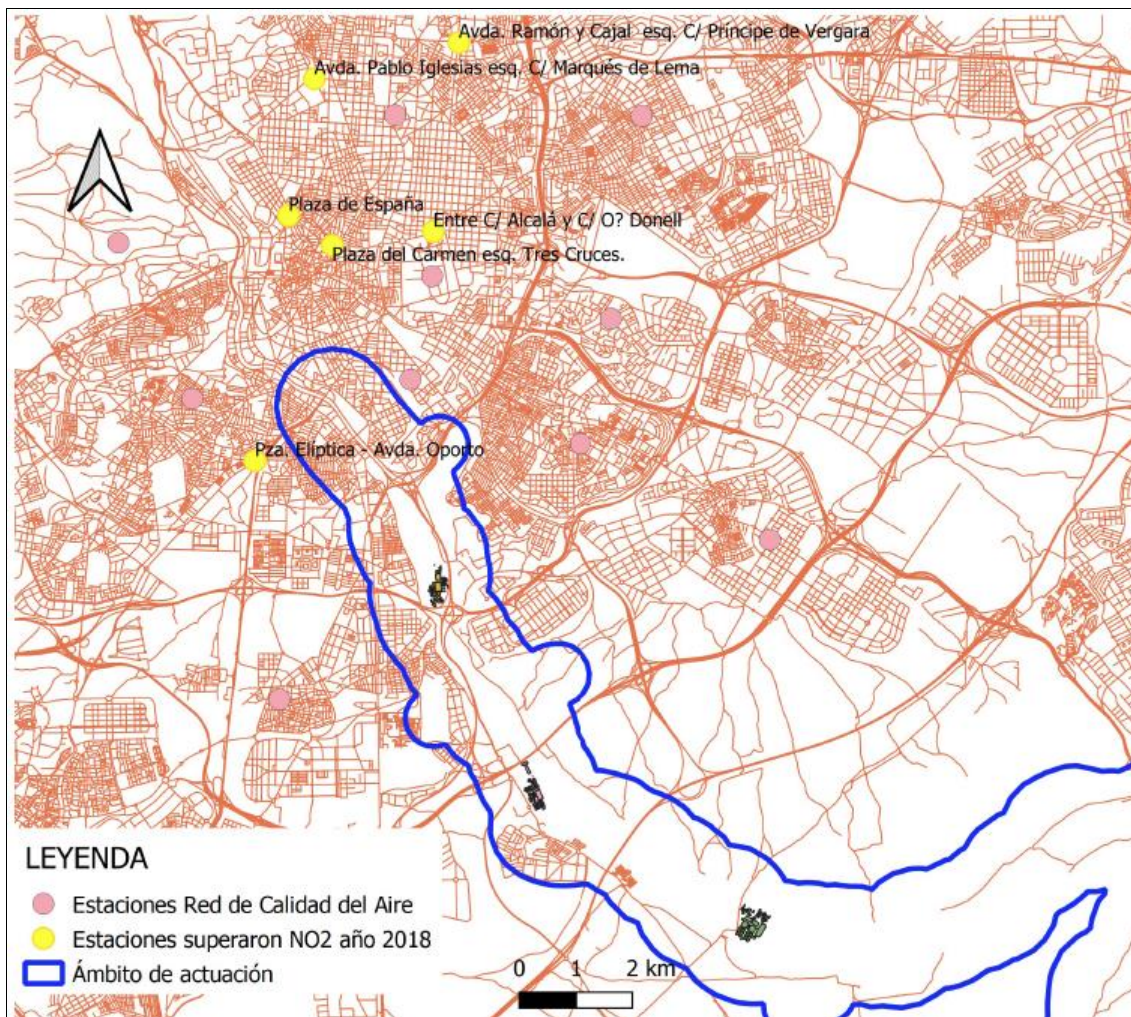 Avda. Ramón y Cajal esq. C/ Príncipe de Vergara
Avda. Pablo Iglesias esq. C/ Marqués de Lema
Plaza de España
Entre C/ Alcalá y C/ O? Donell
Plaza del Carmen esq. Tres Cruces.
Pza. Elíptica - Avda. Oporto
LEYENDA
Estaciones Red de Calidad del Aire
Estaciones superaron NO2 año 2018
Ámbito de actuación
0 1 2 km